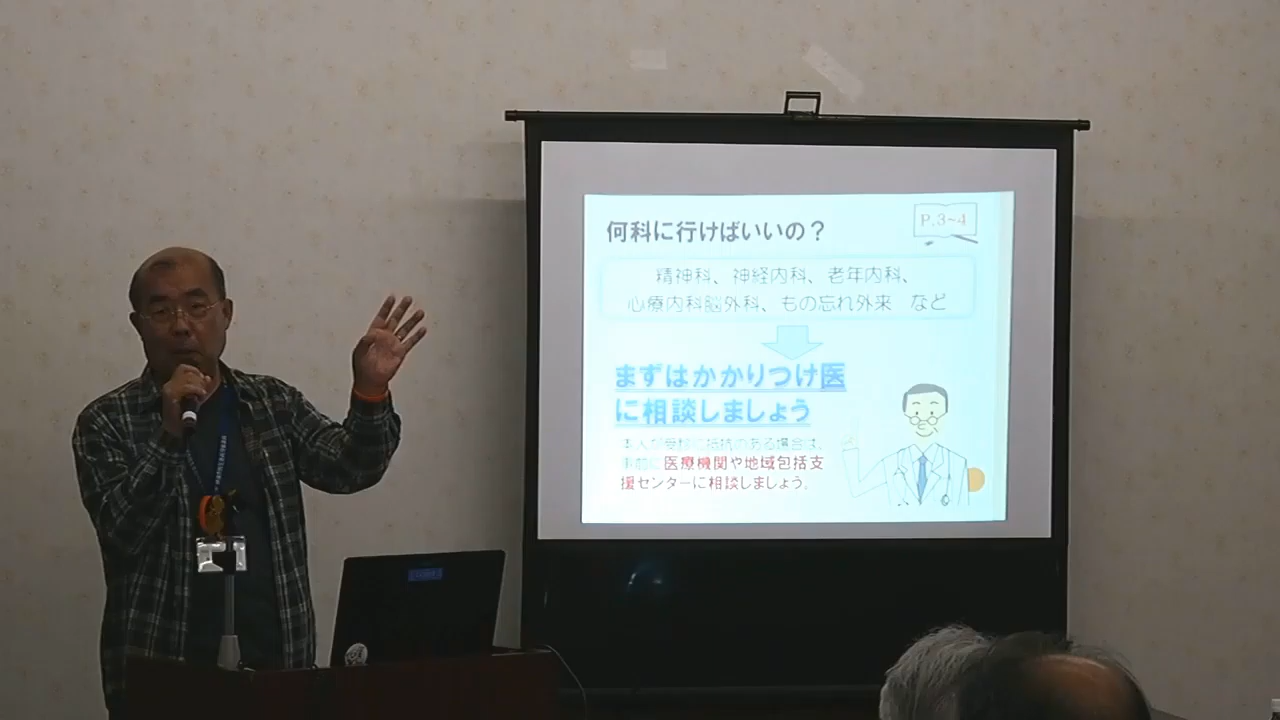 何科に行けばいいの？
P.3~4
精神科、神経内科、老年内科、
心療内科脳外科、もの忘れ外来　など
まずはかかりつけ医
に相談しましょう
本人が受診に抵抗のある場合は、
事前に医療機関や地域包括支
援センターに相談しましょう。